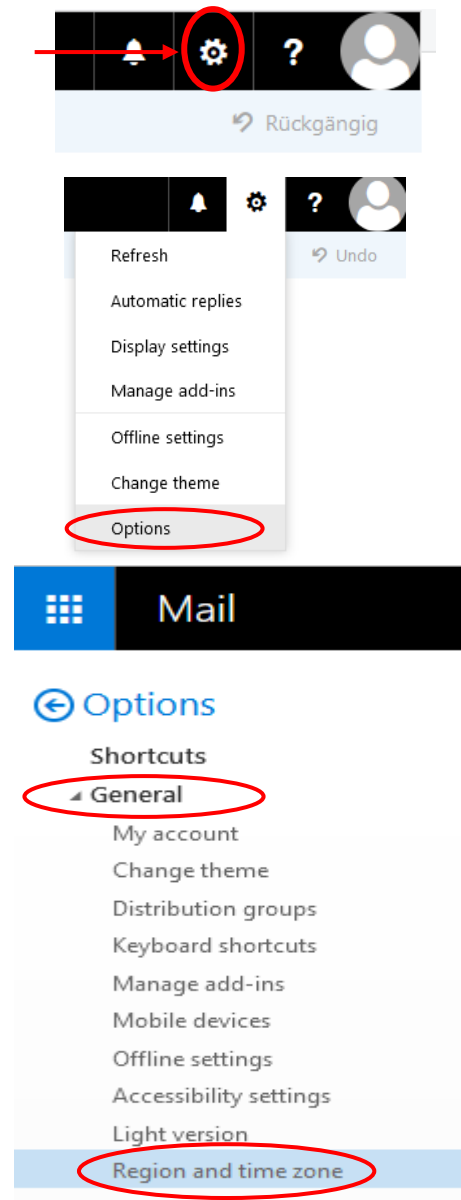 ?
Rückgängig
?
Refresh
Undo
Automatic replies
Display settings
Manage add-ins
Offline settings
Change theme
Options
Mail
Options
Shortcuts
General
My account
Change theme
Distribution groups
Keyboard shortcuts
Manage add-ins
Mobile devices
Offline settings
Accessibility settings
Light version
Region and time zone